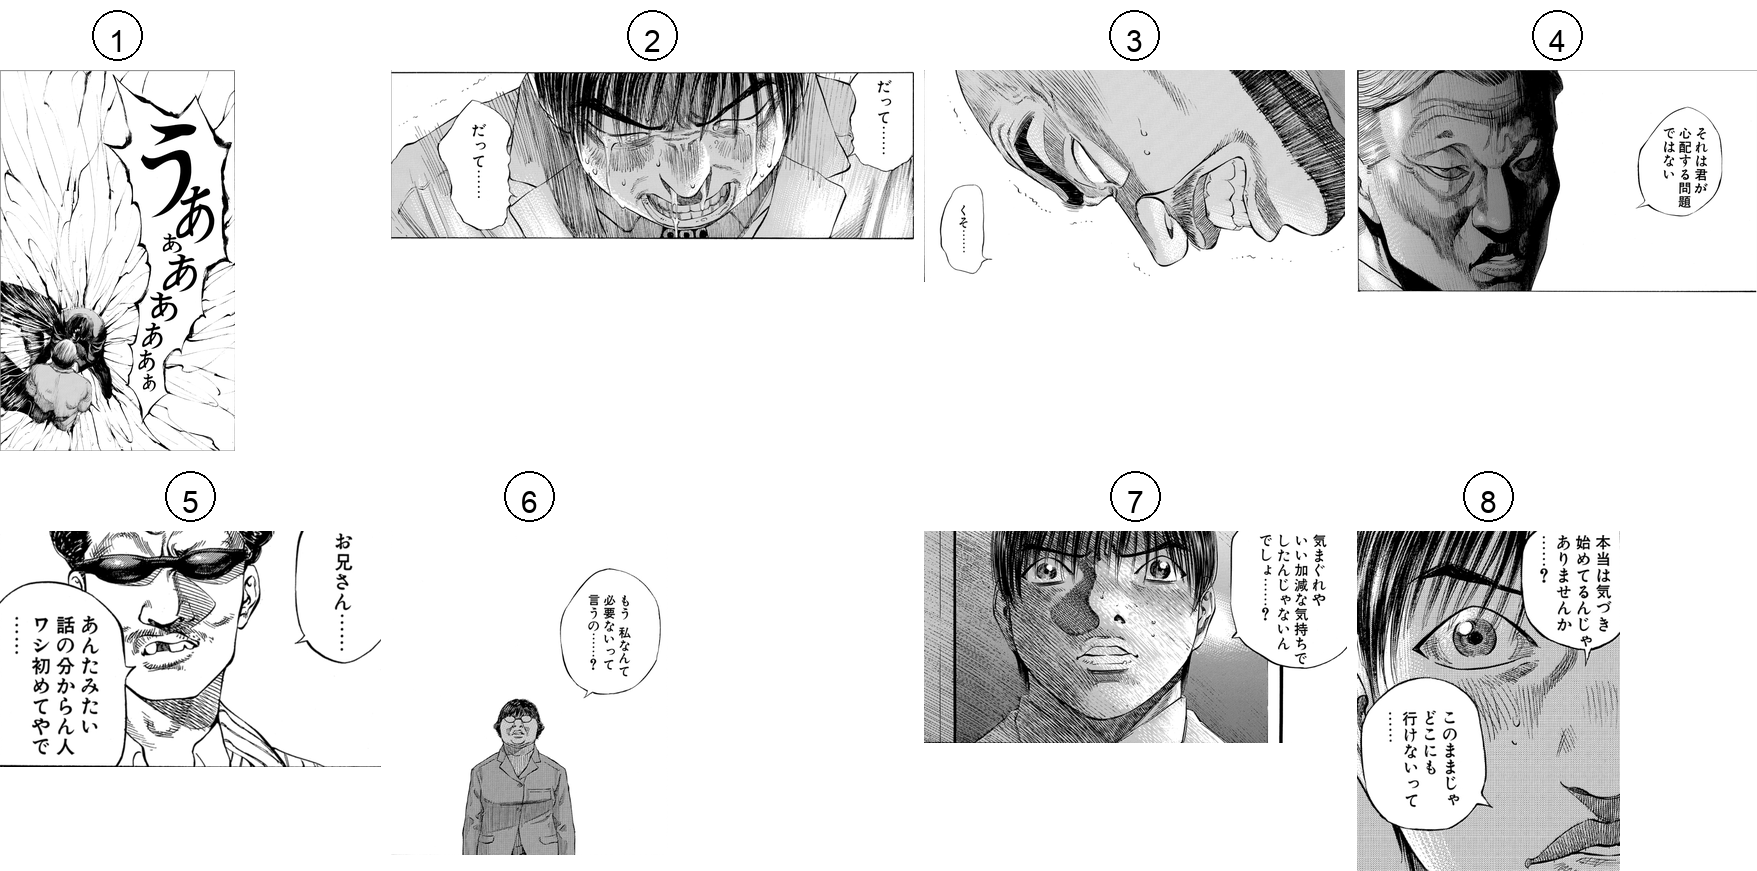 1
うあぁあああああぁ
2
だって……
だって……
3
くそ……
4
それは君が
心配する問題
ではない
5
お兄さん……
あんたみたい
話の分からん人
ワシ初めてやで
……
6
もう 私なんて
必要ないって
言うの……?
7
気まぐれや
いい加減な気持ちで
したんじゃないん
でしょ……?
8
本当は気づき
始めてるんじゃ
ありませんか
……?
このままじゃ
どこにも
行けないって
……